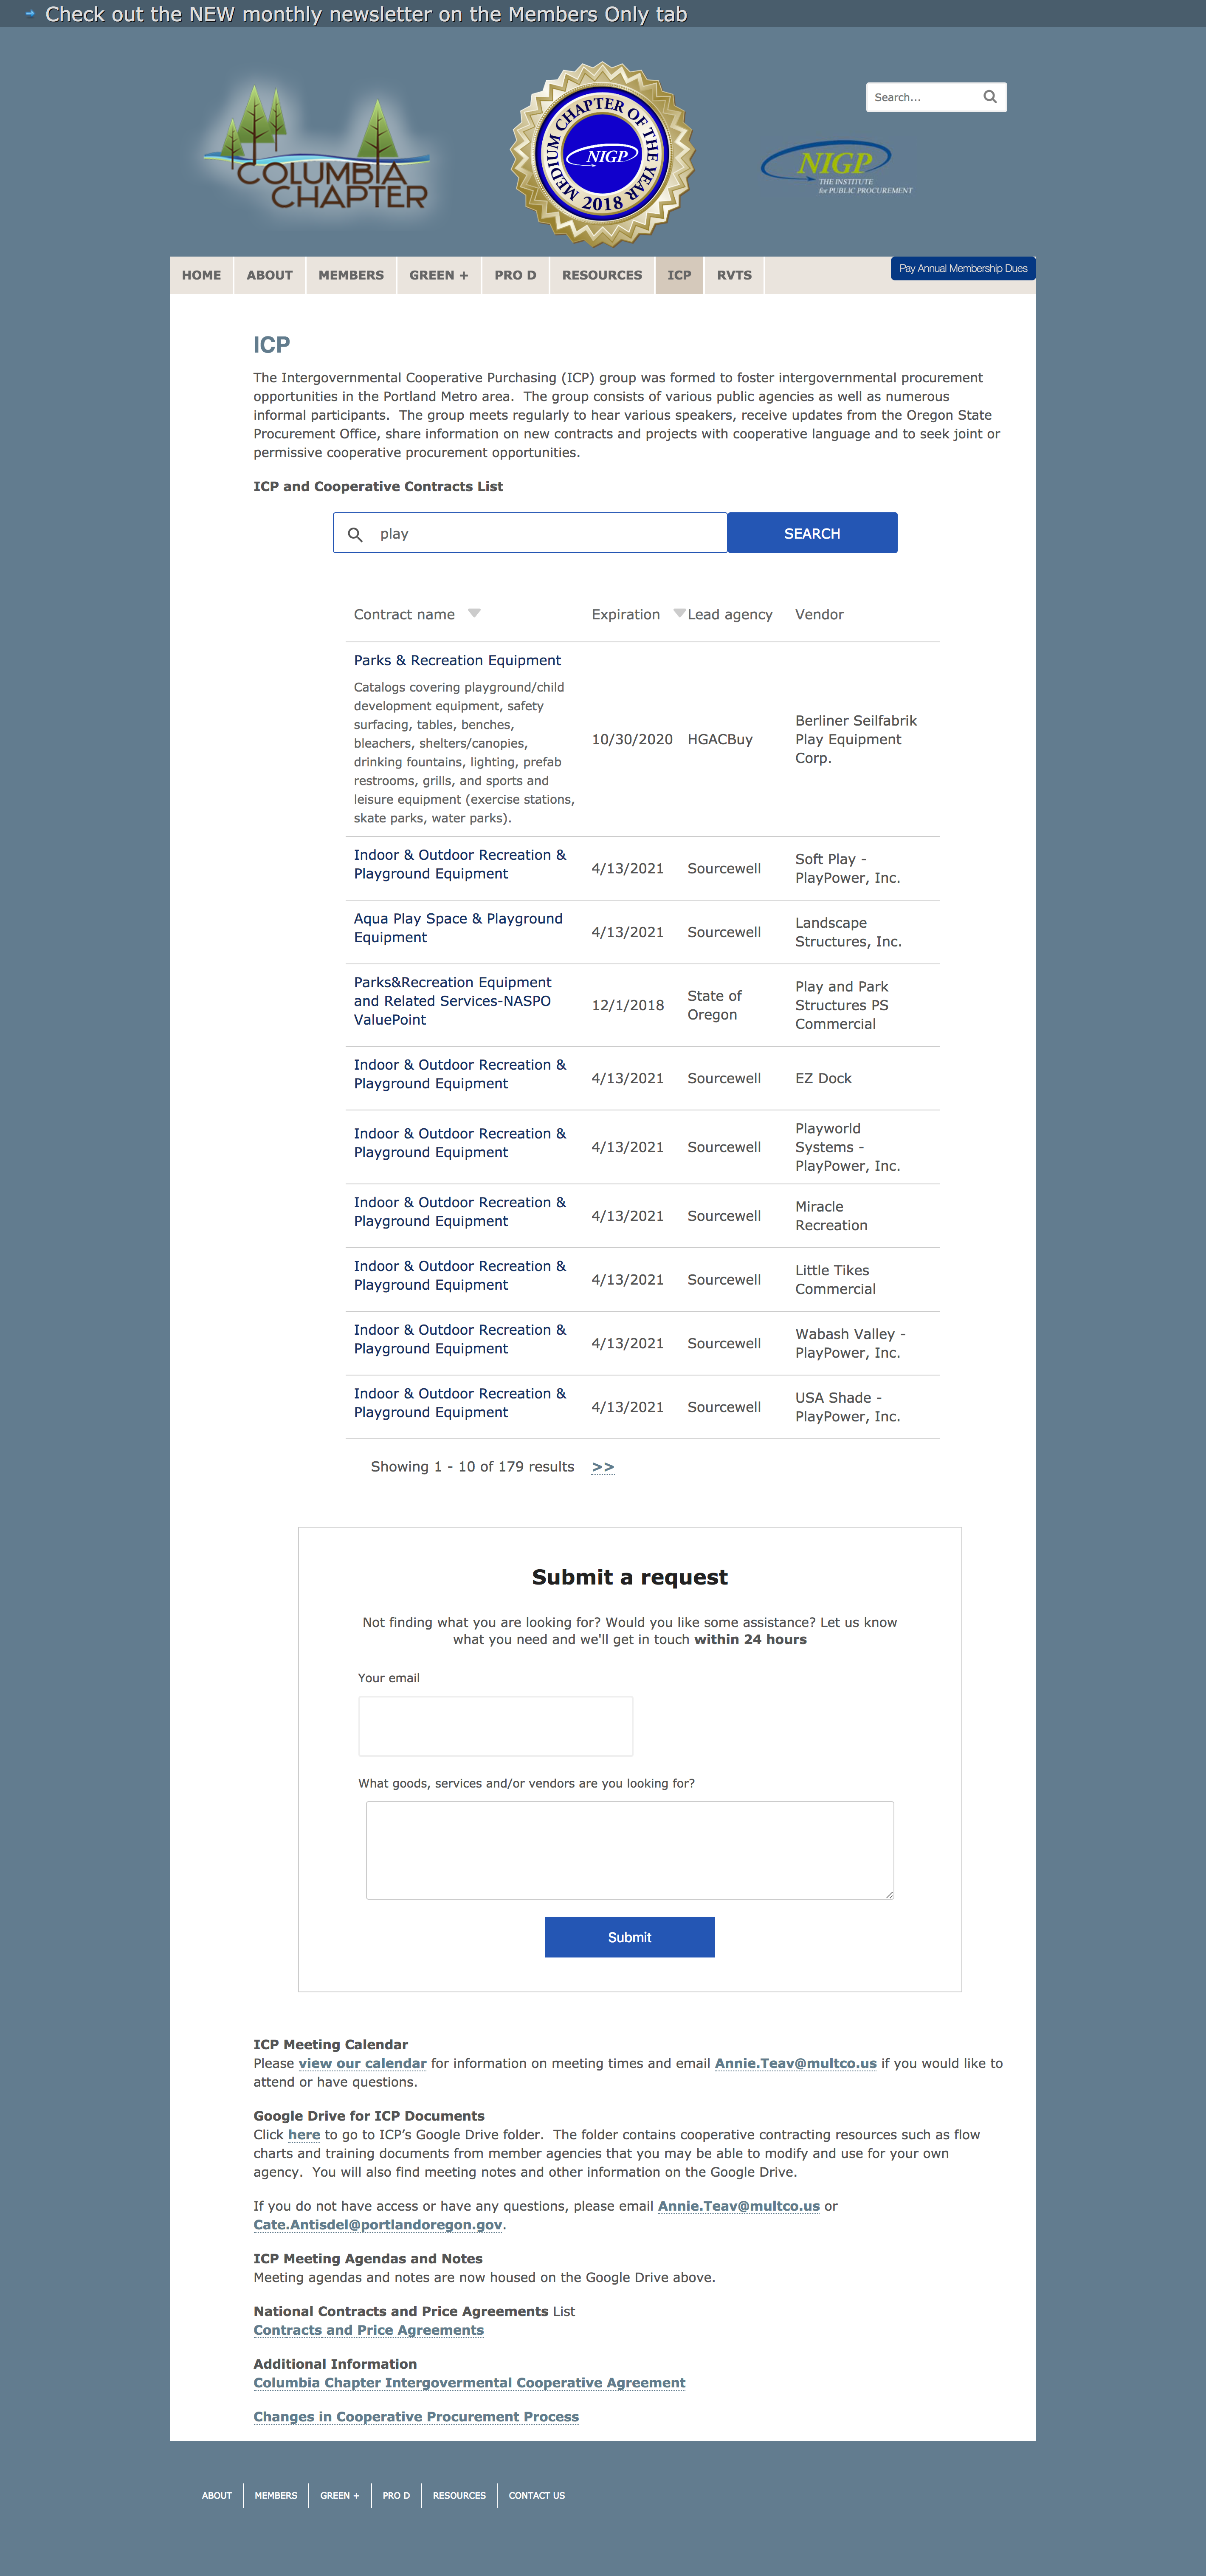 Check out the NEW monthly newsletter on the Members Only tab
COLUMBIA
CHAPTER
MEDIUM CHAPTER OF THE YEAR
NIGP
2018
Search...
NIGP
THE INSTITUTE
for PUBLIC PROCUREMENT
HOME ABOUT MEMBERS GREEN + PRO D RESOURCES ICP RVTS
Pay Annual Membership Dues
ICP
The Intergovernmental Cooperative Purchasing (ICP) group was formed to foster intergovernmental procurement
opportunities in the Portland Metro area. The group consists of various public agencies as well as numerous
informal participants. The group meets regularly to hear various speakers, receive updates from the Oregon State
Procurement Office, share information on new contracts and projects with cooperative language and to seek joint or
permissive cooperative procurement opportunities.
ICP and Cooperative Contracts List
play SEARCH
Contract name Expiration Lead agency Vendor
Parks & Recreation Equipment
Catalogs covering playground/child
development equipment, safety
surfacing, tables, benches,
bleachers, shelters/canopies,
drinking fountains, lighting, prefab
restrooms, grills, and sports and
leisure equipment (exercise stations,
skate parks, water parks).
10/30/2020 HGACBuy
Berliner Seilfabrik
Play Equipment
Corp.
Indoor & Outdoor Recreation &
Playground Equipment
4/13/2021 Sourcewell
Soft Play -
PlayPower, Inc.
Aqua Play Space & Playground
Equipment
4/13/2021 Sourcewell
Landscape
Structures, Inc.
Parks&Recreation Equipment
and Related Services-NASPO
ValuePoint
12/1/2018
State of
Oregon
Play and Park
Structures PS
Commercial
Indoor & Outdoor Recreation &
Playground Equipment
4/13/2021 Sourcewell EZ Dock
Indoor & Outdoor Recreation &
Playground Equipment
4/13/2021 Sourcewell
Playworld
Systems -
PlayPower, Inc.
Indoor & Outdoor Recreation &
Playground Equipment
4/13/2021 Sourcewell
Miracle
Recreation
Indoor & Outdoor Recreation &
Playground Equipment
4/13/2021 Sourcewell
Little Tikes
Commercial
Indoor & Outdoor Recreation &
Playground Equipment
4/13/2021 Sourcewell
Wabash Valley -
PlayPower, Inc.
Indoor & Outdoor Recreation &
Playground Equipment
4/13/2021 Sourcewell
USA Shade -
PlayPower, Inc.
Showing 1 - 10 of 179 results >>
Submit a request
Not finding what you are looking for? Would you like some assistance? Let us know
what you need and we'll get in touch within 24 hours
Your email
What goods, services and/or vendors are you looking for?
Submit
ICP Meeting Calendar
Please view our calendar for information on meeting times and email Annie.Teav@multco.us if you would like to
attend or have questions.
Google Drive for ICP Documents
Click here to go to ICP’s Google Drive folder. The folder contains cooperative contracting resources such as flow
charts and training documents from member agencies that you may be able to modify and use for your own
agency. You will also find meeting notes and other information on the Google Drive.
If you do not have access or have any questions, please email Annie.Teav@multco.us or
Cate.Antisdel@portlandoregon.gov.
ICP Meeting Agendas and Notes
Meeting agendas and notes are now housed on the Google Drive above.
National Contracts and Price Agreements List
Contracts and Price Agreements
Additional Information
Columbia Chapter Intergovermental Cooperative Agreement
Changes in Cooperative Procurement Process
ABOUT MEMBERS GREEN + PRO D RESOURCES CONTACT US